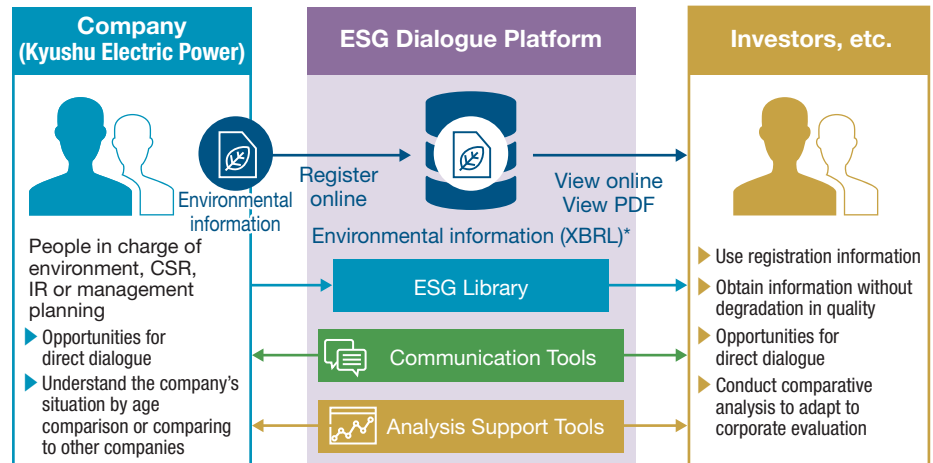 Company
(Kyushu Electric Power)
ESG Dialogue Platform
Investors, etc.
Environmental
information
Register
online
View online
View PDF
Environmental information (XBRL)*
People in charge of
environment, CSR,
IR or management
planning
Opportunities for
direct dialogue
Understand the company's
situation by age
comparison or comparing
to other companies
ESG Library
Communication Tools
Analysis Support Tools
Use registration information
Obtain information without
degradation in quality
Opportunities for
direct dialogue
Conduct comparative
analysis to adapt to
corporate evaluation